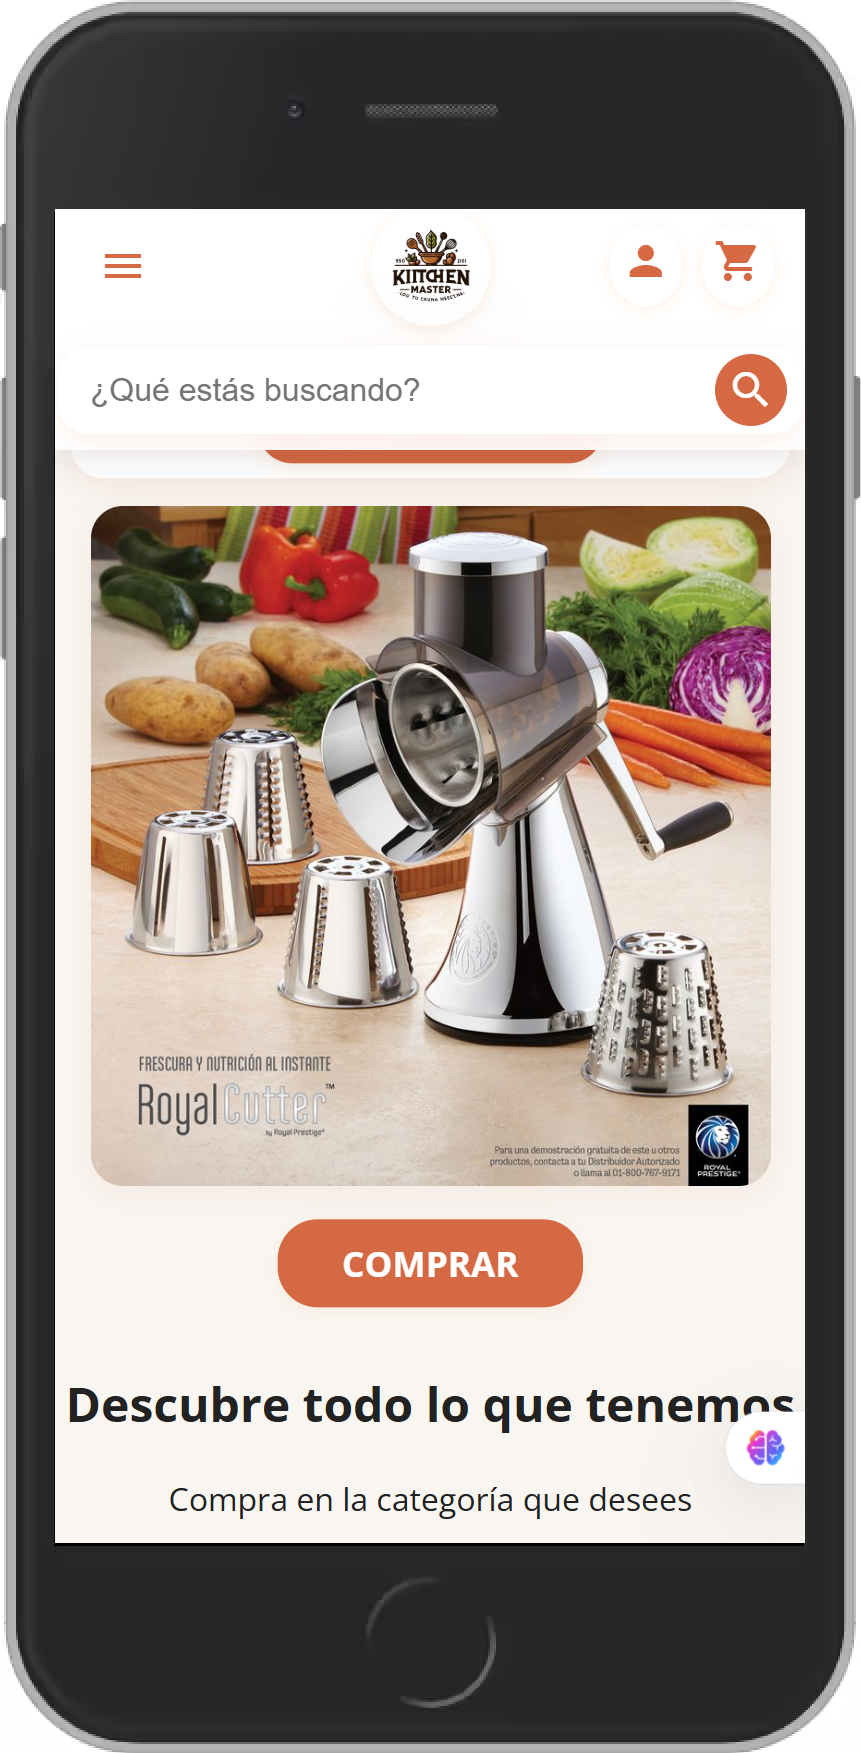 KIITCHEN
MASTER
¿Qué estás buscando?
FRESCURA Y NUTRICIÓN AL INSTANTE
RoyalCutter™
by Royal Prestige®
Para una demostración gratuita de este u otros
productos, contacta a tu Distribuidor Autorizado
o llama al 01-800-767-9171
ROYAL
PRESTIGE®
COMPRAR
Descubre todo lo que tenemos
Compra en la categoría que desees